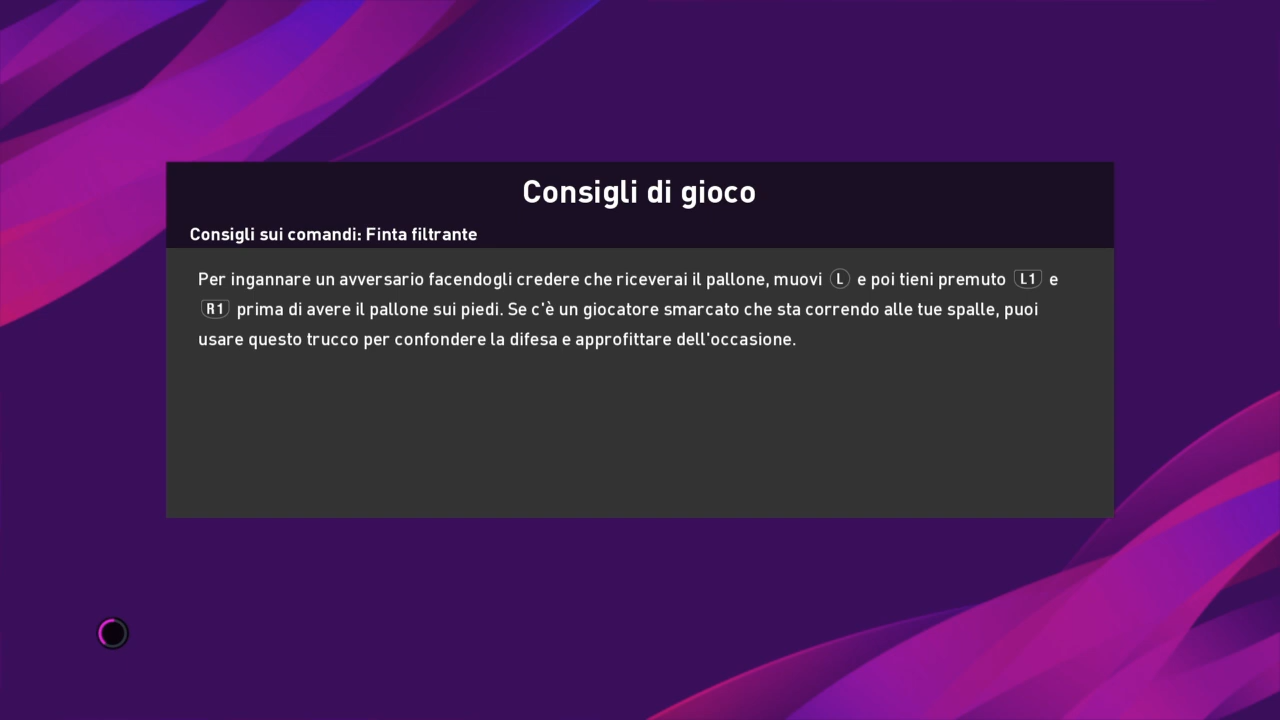 Consigli di gioco
Consigli sui comandi: Finta filtrante
Per ingannare un avversario facendogli credere che riceverai il pallone, muovi L e poi tieni premuto L1 e
R1 prima di avere il pallone sui piedi. Se c'è un giocatore smarcato che sta correndo alle tue spalle, puoi
usare questo trucco per confondere la difesa e approfittare dell'occasione.